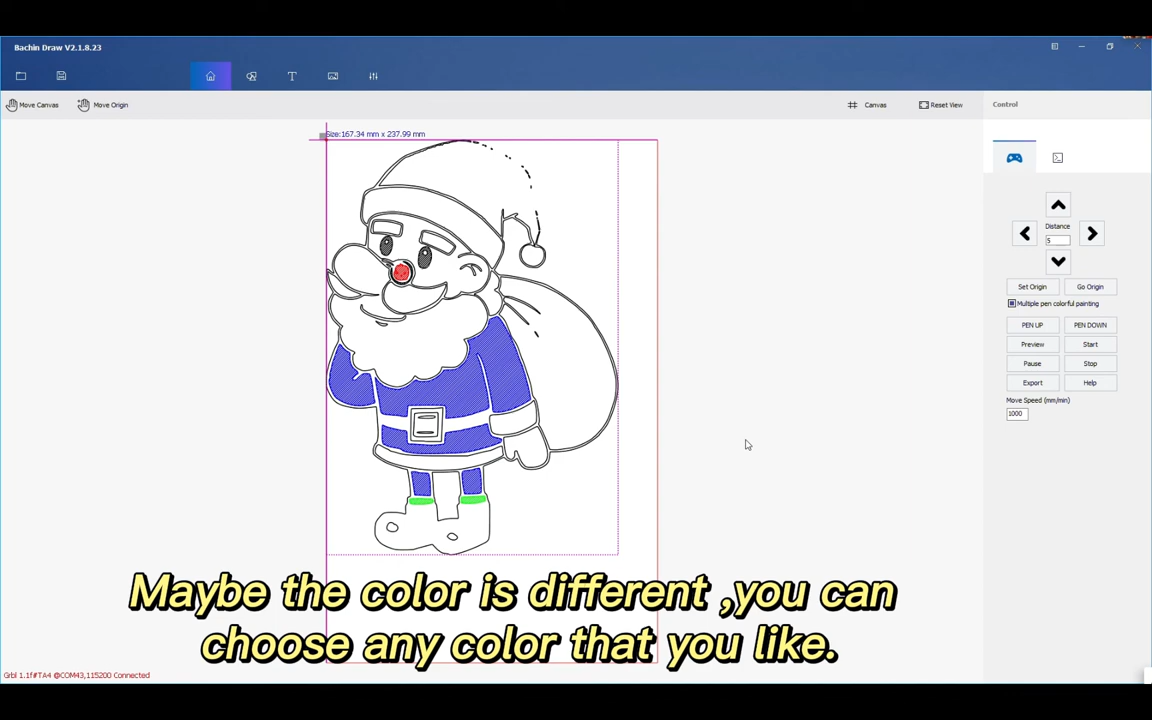 Bachin Draw V2.1.8.23
T
Move Canvas
Move Origin
Canvas
Reset View
Control
Size:167.34 mm x 237.99 mm
Distance
5
Set Origin
Go Origin
Multiple pen colorful painting
PEN UP
PEN DOWN
Preview
Start
Pause
Stop
Export
Help
Move Speed (mm/min)
1000
Maybe the color is different ,you can
choose any color that you like.
Grbl 1.1f#TA4 @COM43,115200 Connected